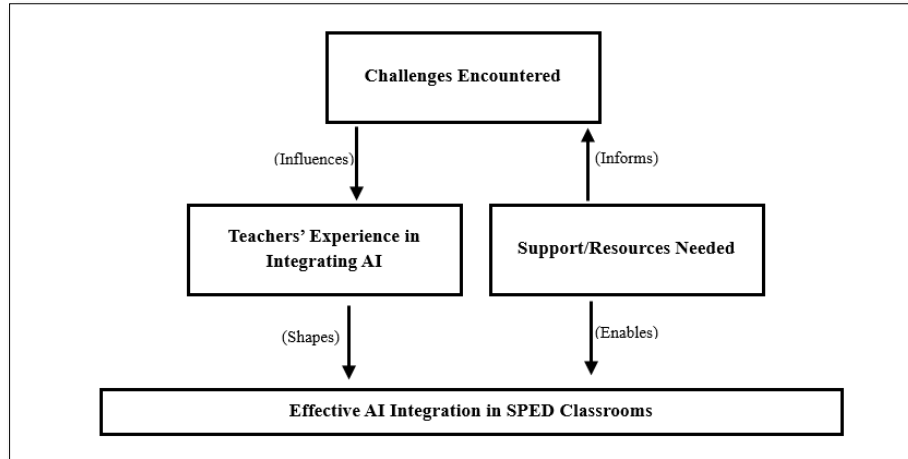 Challenges Encountered
(Influences)
(Informs)
Teachers’ Experience in
Integrating AI
Support/Resources Needed
(Shapes)
(Enables)
Effective AI Integration in SPED Classrooms